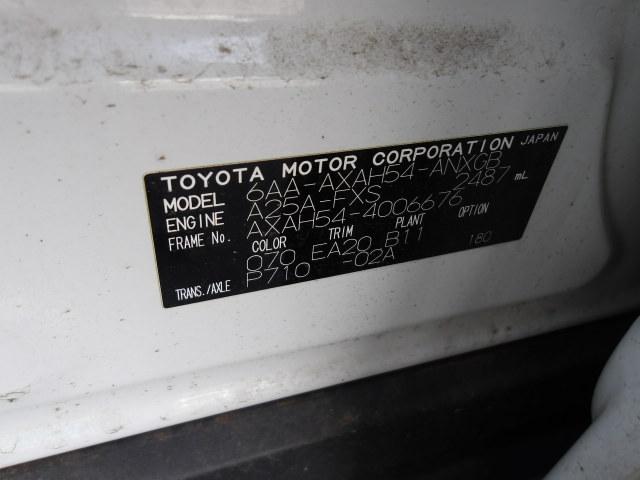 TOYOTA MOTOR CORPORATION JAPAN
MODEL 6AA-AXAH54-ANXGB
ENGINE A25A-FXS 2487 mL
FRAME No. AXAH54-4006676
COLOR TRIM PLANT OPTION
070 EA20 B11 180
TRANS./AXLE P710 -02A